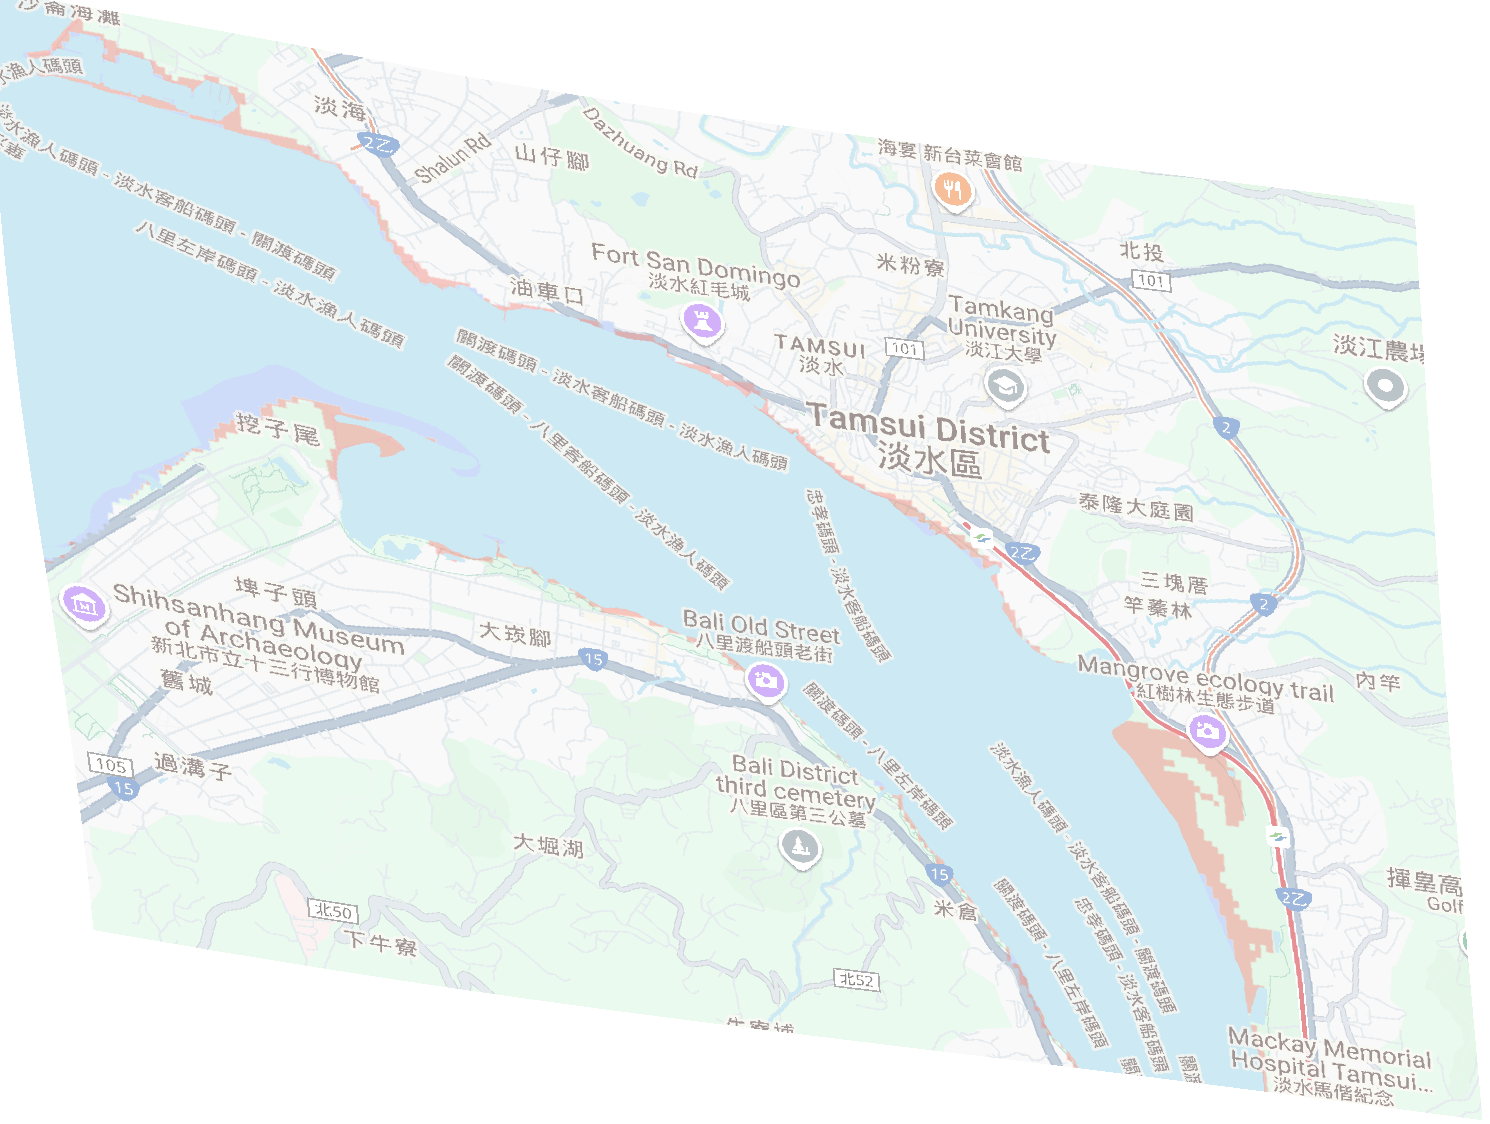 沙崙海灘
水漁人碼頭
淡水漁人碼頭 - 淡水客船碼頭 - 關渡碼頭
八里左岸碼頭 - 淡水漁人碼頭
淡海
2乙
Shalun Rd
山仔腳
Dazhuang Rd
海宴 新台菜會館
北投
101
Fort San Domingo
淡水紅毛城
米粉寮
油車口
Tamkang
University
淡江大學
TAMSUI
淡水
101
淡江農場
關渡碼頭 - 淡水客船碼頭 - 淡水漁人碼頭
關渡碼頭 - 八里客船碼頭 - 淡水漁人碼頭
Tamsui District
淡水區
2
挖子尾
忠孝碼頭 - 淡水客船碼頭
泰隆大庭園
2乙
三塊厝
竿蓁林
2
Shihsanhang Museum
of Archaeology
新北市立十三行博物館
埤子頭
大崁腳
15
舊城
Bali Old Street
八里渡船頭老街
Mangrove ecology trail
紅樹林生態步道
內竿
105
15
過溝子
關渡碼頭 - 八里左岸碼頭
Bali District
third cemetery
八里區第三公墓
大堀湖
淡水漁人碼頭 - 淡水客船碼頭 - 關渡碼頭
15
米倉
關渡碼頭 - 八里左岸碼頭
忠孝碼頭 - 淡水客船碼頭
2乙
揮皇高
Golf
北50
下牛寮
北52
Mackay Memorial
Hospital Tamsui...
淡水馬偕紀念